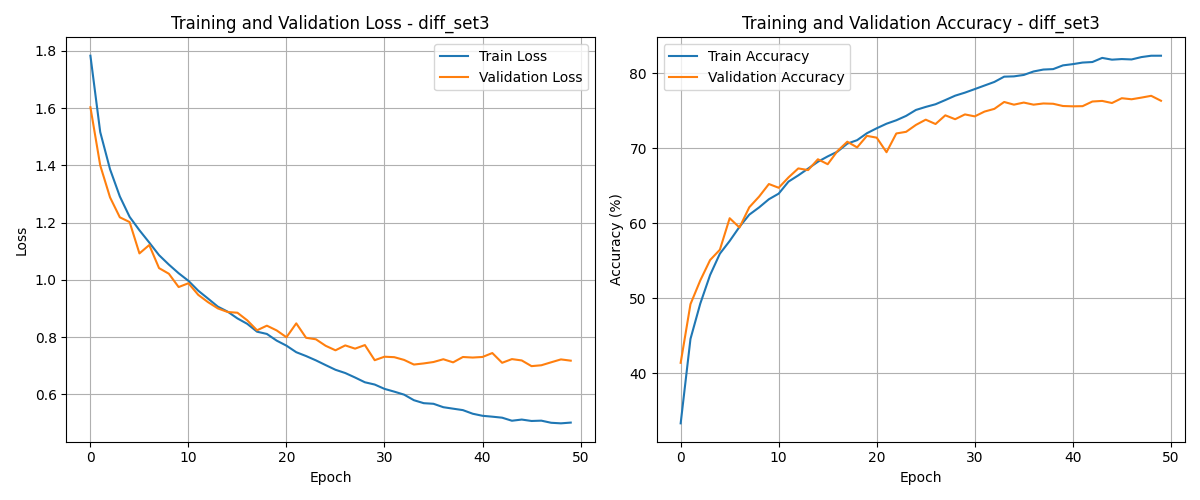 Training and Validation Loss - diff_set3
Train Loss
Validation Loss
1.8
1.6
1.4
1.2
1.0
0.8
0.6
Loss
0 10 20 30 40 50
Epoch
Training and Validation Accuracy - diff_set3
Train Accuracy
Validation Accuracy
80
70
60
50
40
Accuracy (%)
0 10 20 30 40 50
Epoch